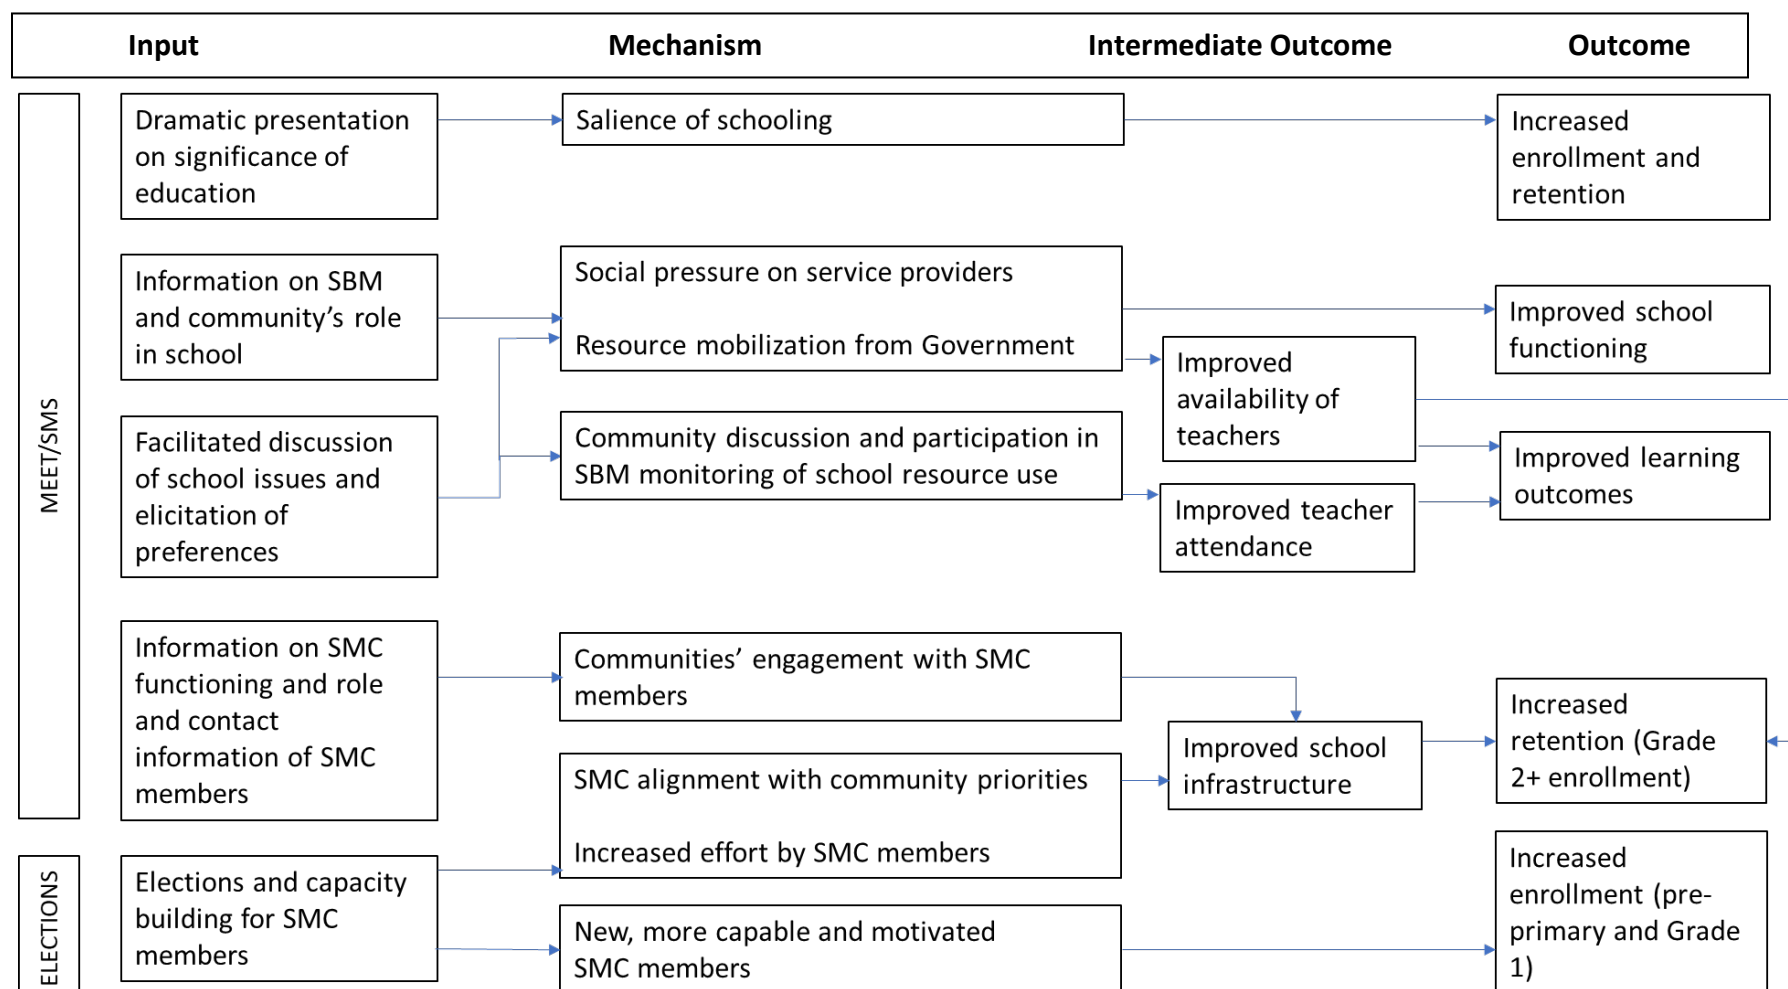 Input Mechanism Intermediate Outcome Outcome
MEET/SMS
Dramatic presentation
on significance of
education
Salience of schooling
Increased
enrollment and
retention
Information on SBM
and community’s role
in school
Social pressure on service providers
Resource mobilization from Government
Improved school
functioning
Improved
availability of
teachers
Facilitated discussion
of school issues and
elicitation of
preferences
Community discussion and participation in
SBM monitoring of school resource use
Improved learning
outcomes
Improved teacher
attendance
Information on SMC
functioning and role
and contact
information of SMC
members
Communities’ engagement with SMC
members
Improved school
infrastructure
Increased
retention (Grade
2+ enrollment)
SMC alignment with community priorities
Increased effort by SMC members
ELECTIONS
Elections and capacity
building for SMC
members
New, more capable and motivated
SMC members
Increased
enrollment (pre-
primary and Grade
1)